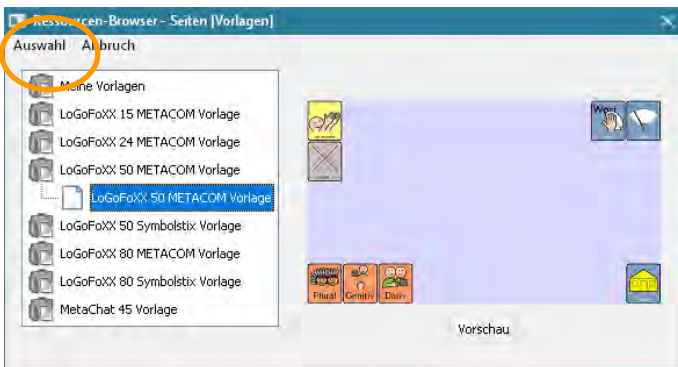 Ressourcen-Browser - Seiten [Vorlagen]
Auswahl Abbruch
Meine Vorlagen
LoGoFoXX 15 METACOM Vorlage
LoGoFoXX 24 METACOM Vorlage
LoGoFoXX 50 METACOM Vorlage
LoGoFoXX 50 METACOM Vorlage
LoGoFoXX 50 Symbolstix Vorlage
LoGoFoXX 80 METACOM Vorlage
LoGoFoXX 80 Symbolstix Vorlage
MetaChat 45 Vorlage
Wort
Plural Genitiv Dativ
Vorschau